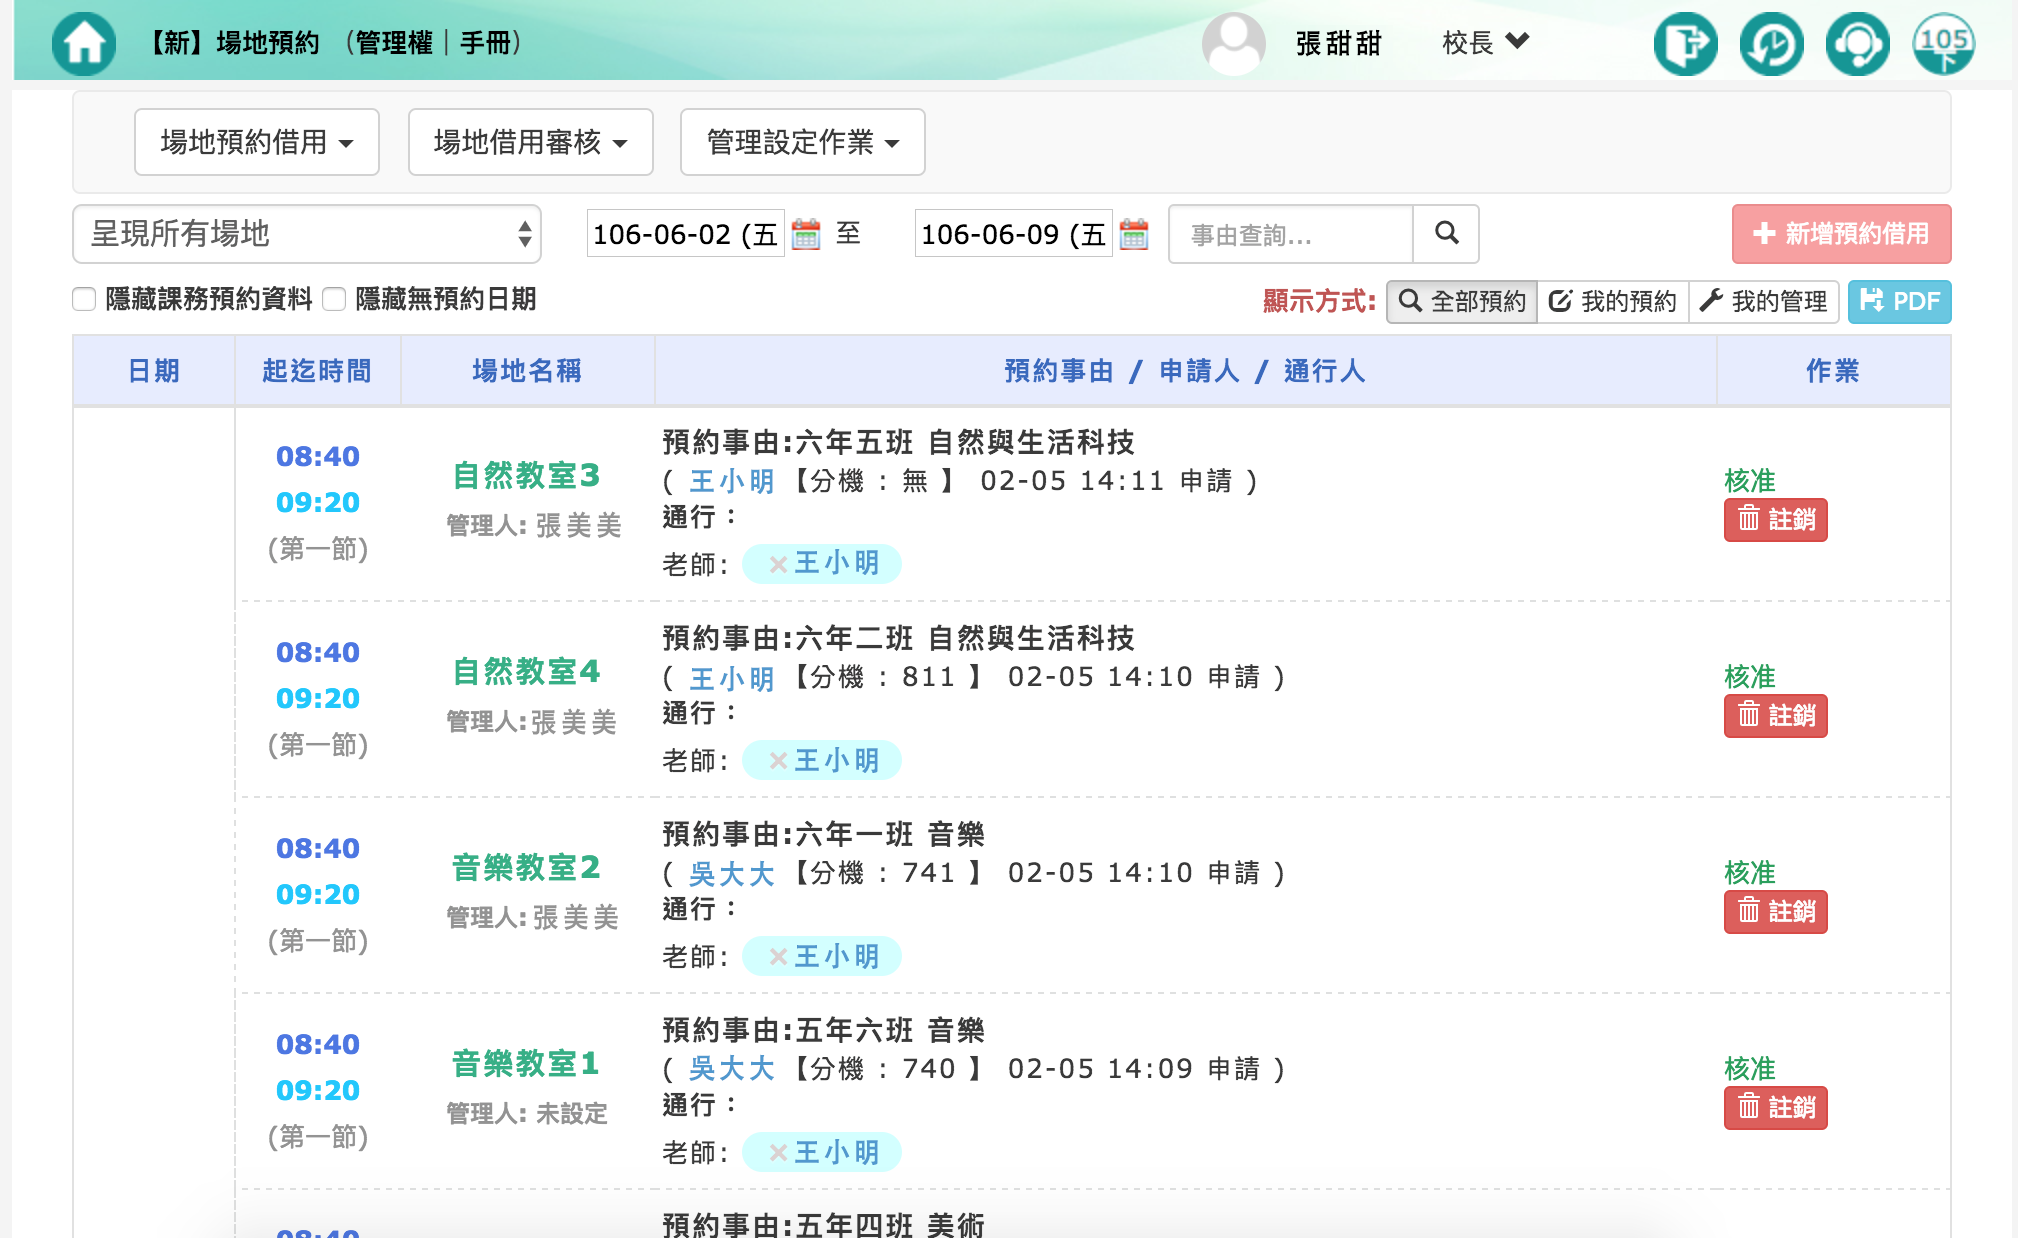 【新】場地預約 （管理權｜手冊）
張甜甜 校長
105下
場地預約借用 場地借用審核 管理設定作業
呈現所有場地 106-06-02 (五 至 106-06-09 (五 事由查詢... 新增預約借用
隱藏課務預約資料 隱藏無預約日期 顯示方式: 全部預約 我的預約 我的管理 PDF
日期 起迄時間 場地名稱 預約事由 / 申請人 / 通行人 作業
08:40
09:20
(第一節)
自然教室3
管理人: 張美美
預約事由:六年五班 自然與生活科技
( 王小明 【分機 : 無 】 02-05 14:11 申請 )
通行 :
老師: ×王小明
核准
註銷
08:40
09:20
(第一節)
自然教室4
管理人: 張美美
預約事由:六年二班 自然與生活科技
( 王小明 【分機 : 811 】 02-05 14:10 申請 )
通行 :
老師: ×王小明
核准
註銷
08:40
09:20
(第一節)
音樂教室2
管理人: 張美美
預約事由:六年一班 音樂
( 吳大大 【分機 : 741 】 02-05 14:10 申請 )
通行 :
老師: ×王小明
核准
註銷
08:40
09:20
(第一節)
音樂教室1
管理人: 未設定
預約事由:五年六班 音樂
( 吳大大 【分機 : 740 】 02-05 14:09 申請 )
通行 :
老師: ×王小明
核准
註銷
08:40
預約事由:五年四班 美術